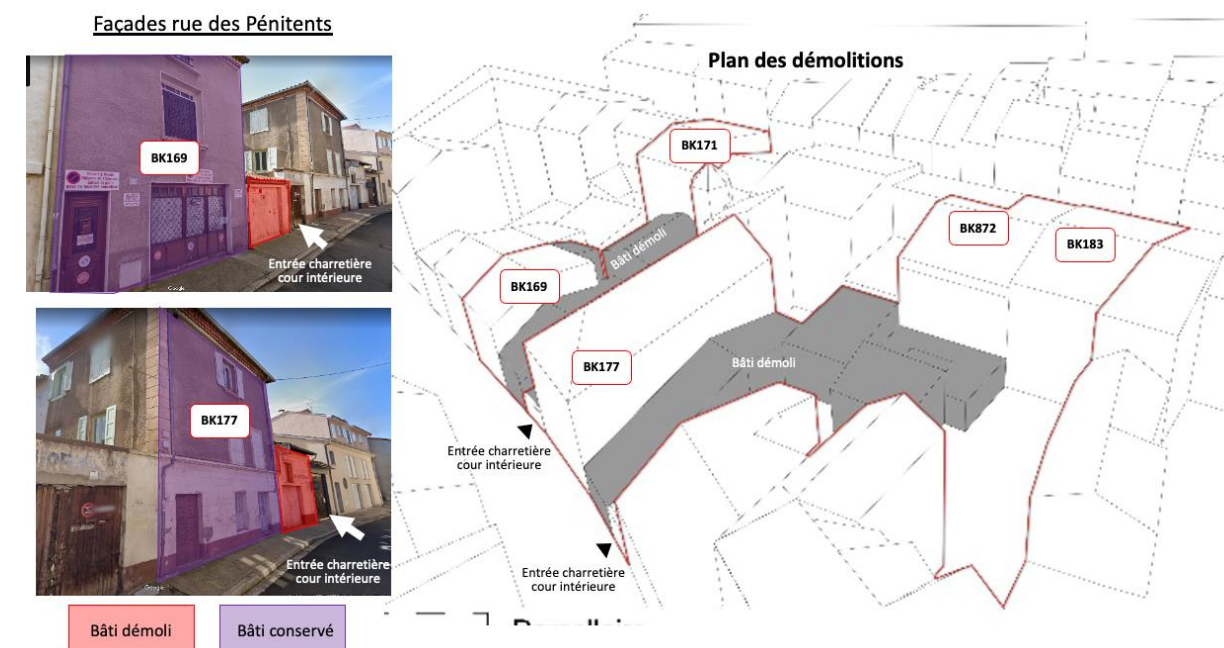 Façades rue des Pénitents
BK169
Entrée charretière
cour intérieure
Google
BK177
Entrée charretière
cour intérieure
Google
Bâti démoli
Bâti conservé
Plan des démolitions
BK171
BK872
BK183
Bâti démoli
BK169
BK177
Bâti démoli
Entrée charretière
cour intérieure
Entrée charretière
cour intérieure